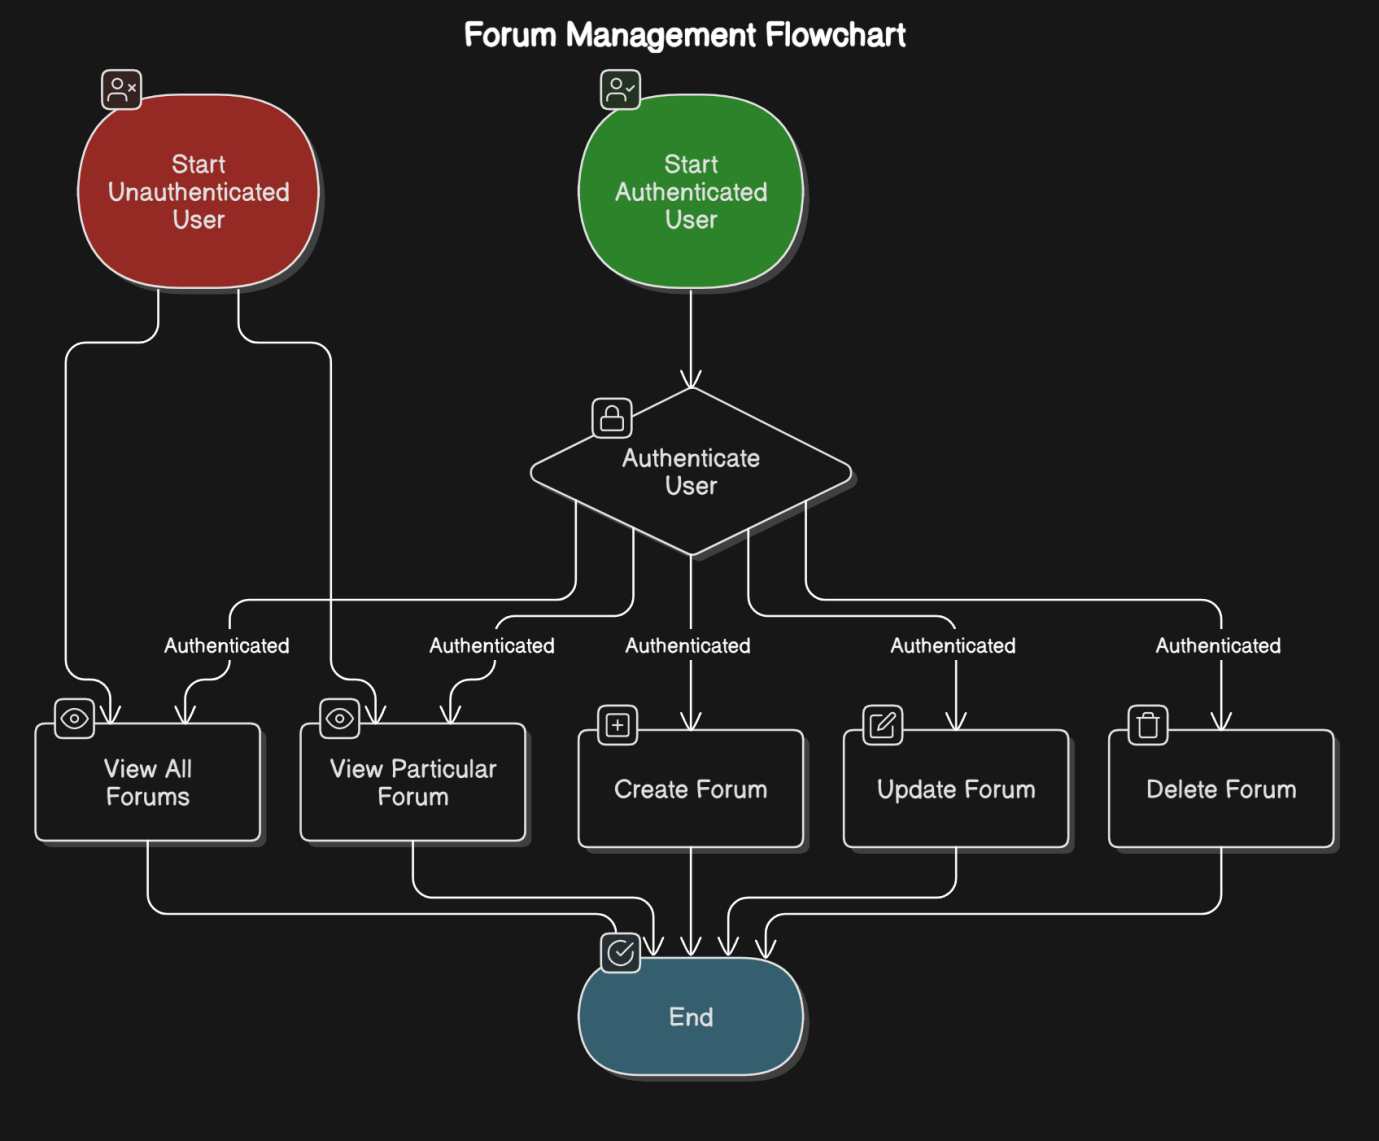 Forum Management Flowchart
Start
Unauthenticated
User
Start
Authenticated
User
Authenticate
User
Authenticated
Authenticated
Authenticated
Authenticated
Authenticated
View All
Forums
View Particular
Forum
Create Forum
Update Forum
Delete Forum
End